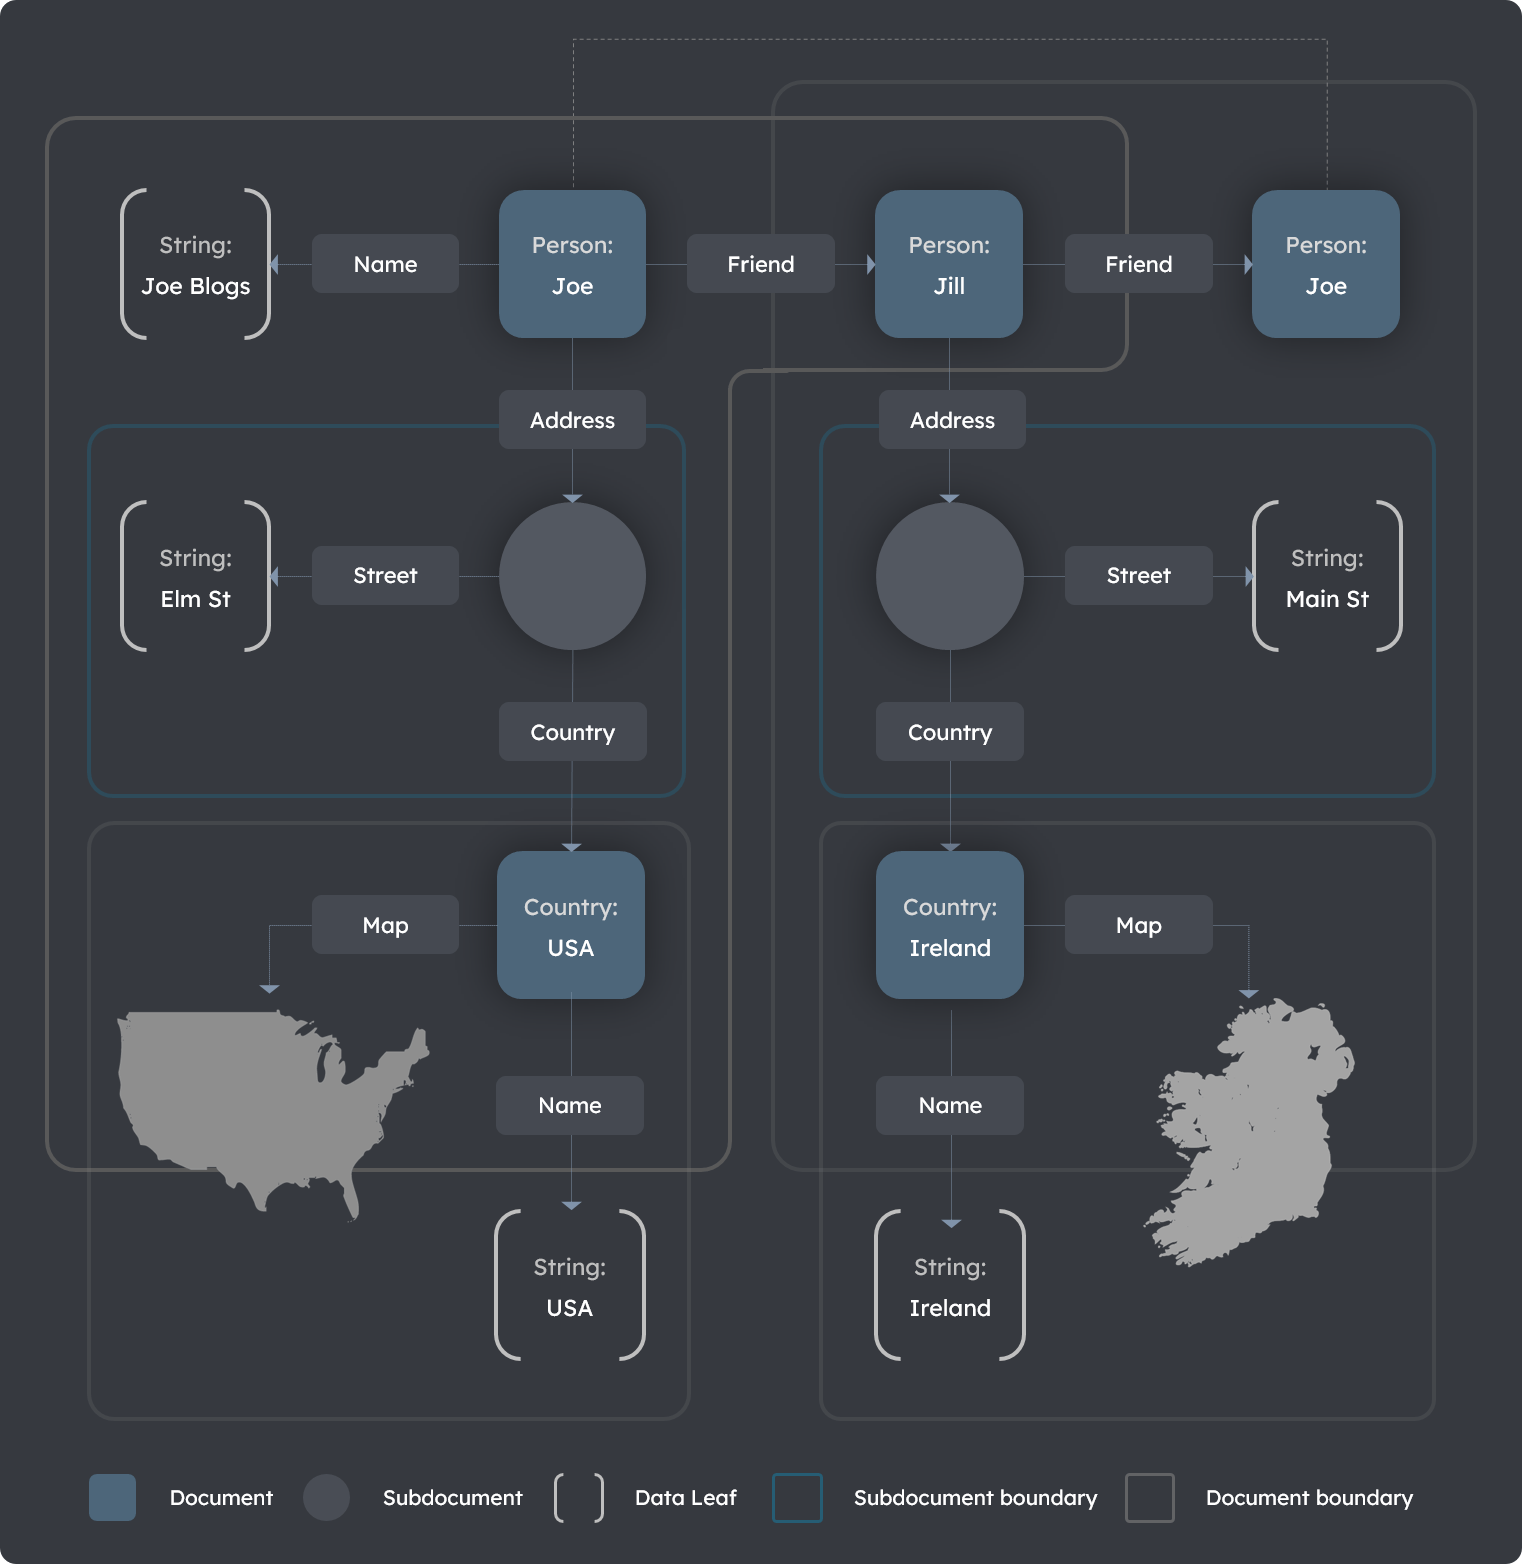 String:
Joe Blogs
Name
Person:
Joe
Friend
Person:
Jill
Friend
Person:
Joe
Address
Address
String:
Elm St
Street
Street
String:
Main St
Country
Country
Map
Country:
USA
Country:
Ireland
Map
Name
Name
String:
USA
String:
Ireland
Document
Subdocument
Data Leaf
Subdocument boundary
Document boundary